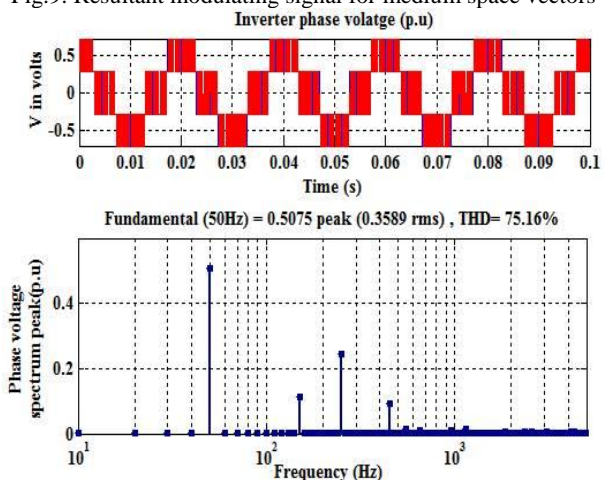 Fig.9. Resultant modulating signal for medium space vectors
Inverter phase volatge (p.u)
V in volts
0.5
0
-0.5
0 0.01 0.02 0.03 0.04 0.05 0.06 0.07 0.08 0.09 0.1
Time (s)
Fundamental (50Hz) = 0.5075 peak (0.3589 rms) , THD= 75.16%
Phase voltage
spectrum peak(p.u)
0.4
0.2
0
10^1 10^2 10^3
Frequency (Hz)